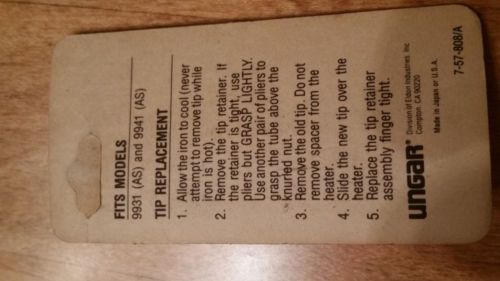 FITS MODELS
9931 (AS) and 9941 (AS)
TIP REPLACEMENT
1. Allow the iron to cool (never
attempt to remove tip while
iron is hot).
2. Remove the tip retainer. If
the retainer is tight, use
pliers but GRASP LIGHTLY.
Use another pair of pliers to
grasp the tube above the
knurled nut.
3. Remove the old tip. Do not
remove spacer from the
heater.
4. Slide the new tip over the
heater.
5. Replace the tip retainer
assembly finger tight.
UNGAR®
Division of Eldon Industries, Inc.
Compton, CA 90220
Made in Japan or U.S.A.
7-57-808/A